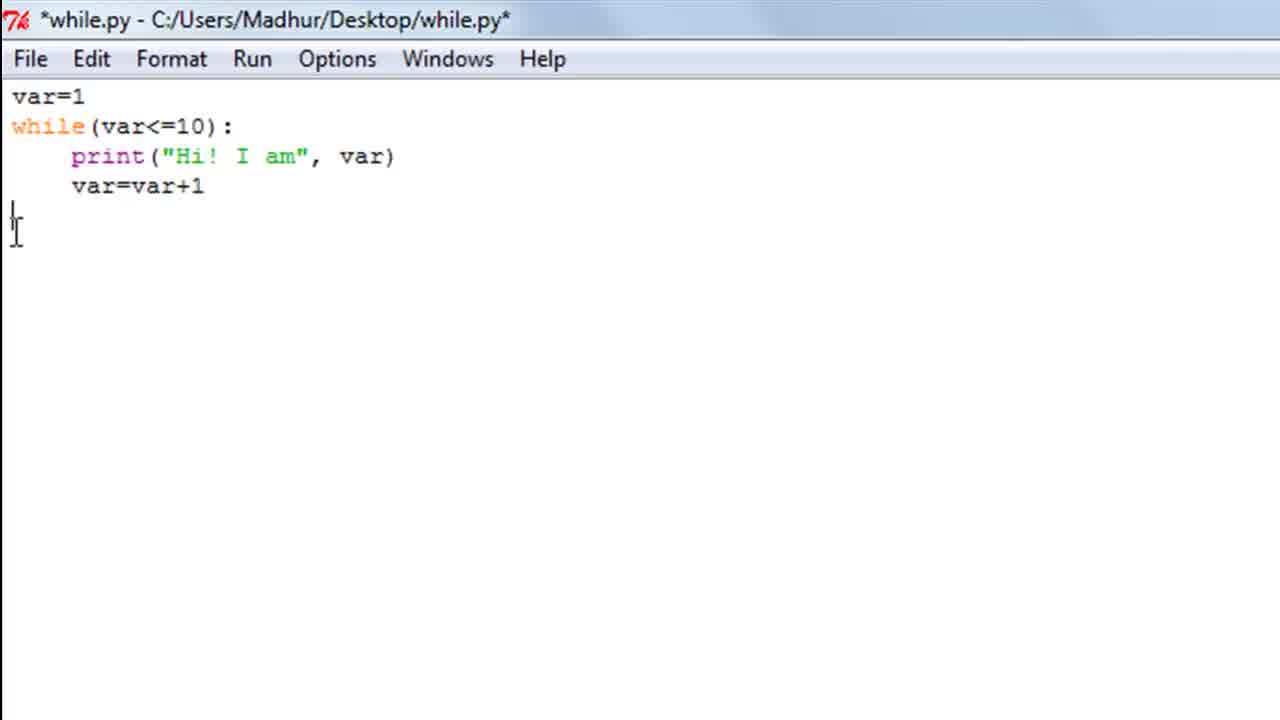 *while.py - C:/Users/Madhur/Desktop/while.py*
File Edit Format Run Options Windows Help
var=1
while(var<=10):
    print("Hi! I am", var)
    var=var+1